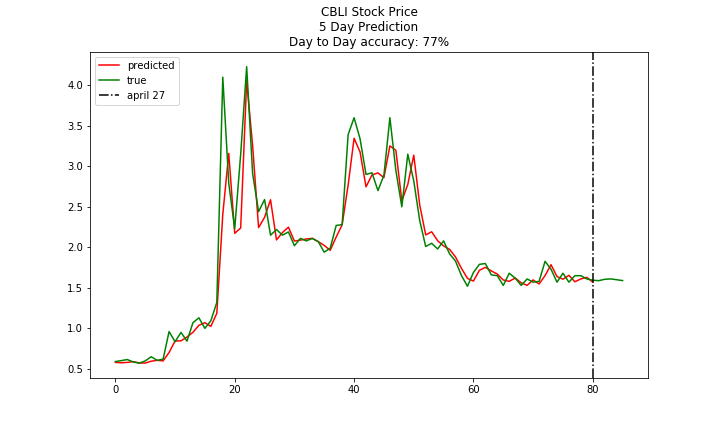 CBLI Stock Price
5 Day Prediction
Day to Day accuracy: 77%
predicted
true
april 27
4.0
3.5
3.0
2.5
2.0
1.5
1.0
0.5
0 20 40 60 80